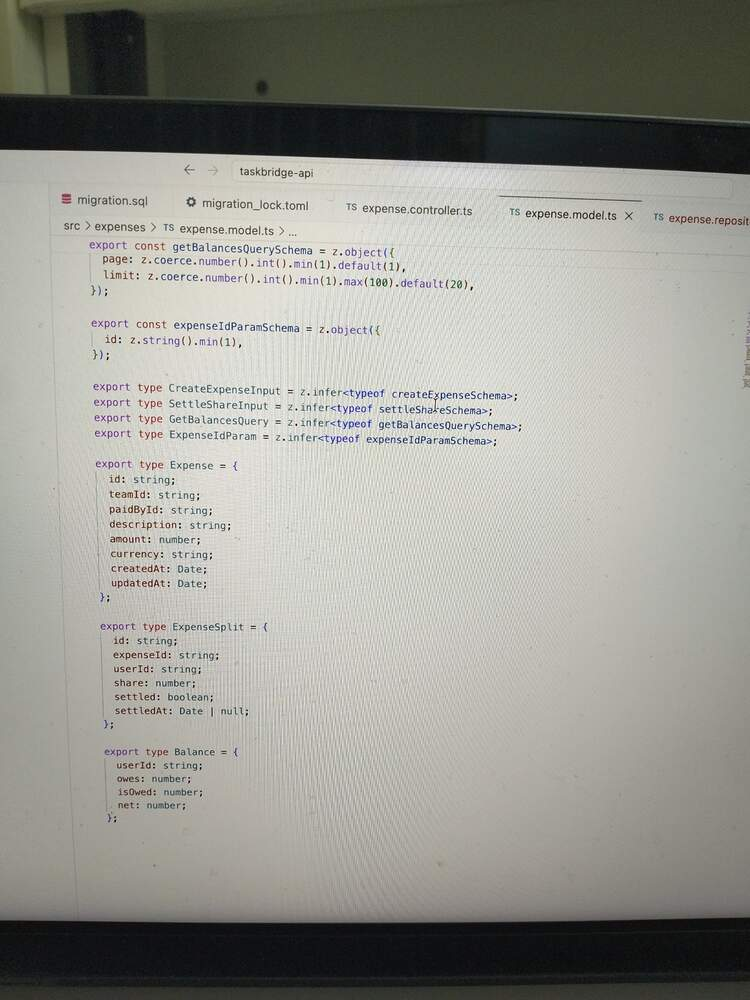 ← → taskbridge-api
migration.sql migration_lock.toml TS expense.controller.ts TS expense.model.ts × TS expense.reposit
src > expenses > TS expense.model.ts > ...
export const getBalancesQuerySchema = z.object({
page: z.coerce.number().int().min(1).default(1),
limit: z.coerce.number().int().min(1).max(100).default(20),
});
export const expenseIdParamSchema = z.object({
id: z.string().min(1),
});
export type CreateExpenseInput = z.infer<typeof createExpenseSchema>;
export type SettleShareInput = z.infer<typeof settleShareSchema>;
export type GetBalancesQuery = z.infer<typeof getBalancesQuerySchema>;
export type ExpenseIdParam = z.infer<typeof expenseIdParamSchema>;
export type Expense = {
id: string;
teamId: string;
paidById: string;
description: string;
amount: number;
currency: string;
createdAt: Date;
updatedAt: Date;
};
export type ExpenseSplit = {
id: string;
expenseId: string;
userId: string;
share: number;
settled: boolean;
settledAt: Date | null;
};
export type Balance = {
userId: string;
owes: number;
isOwed: number;
net: number;
};